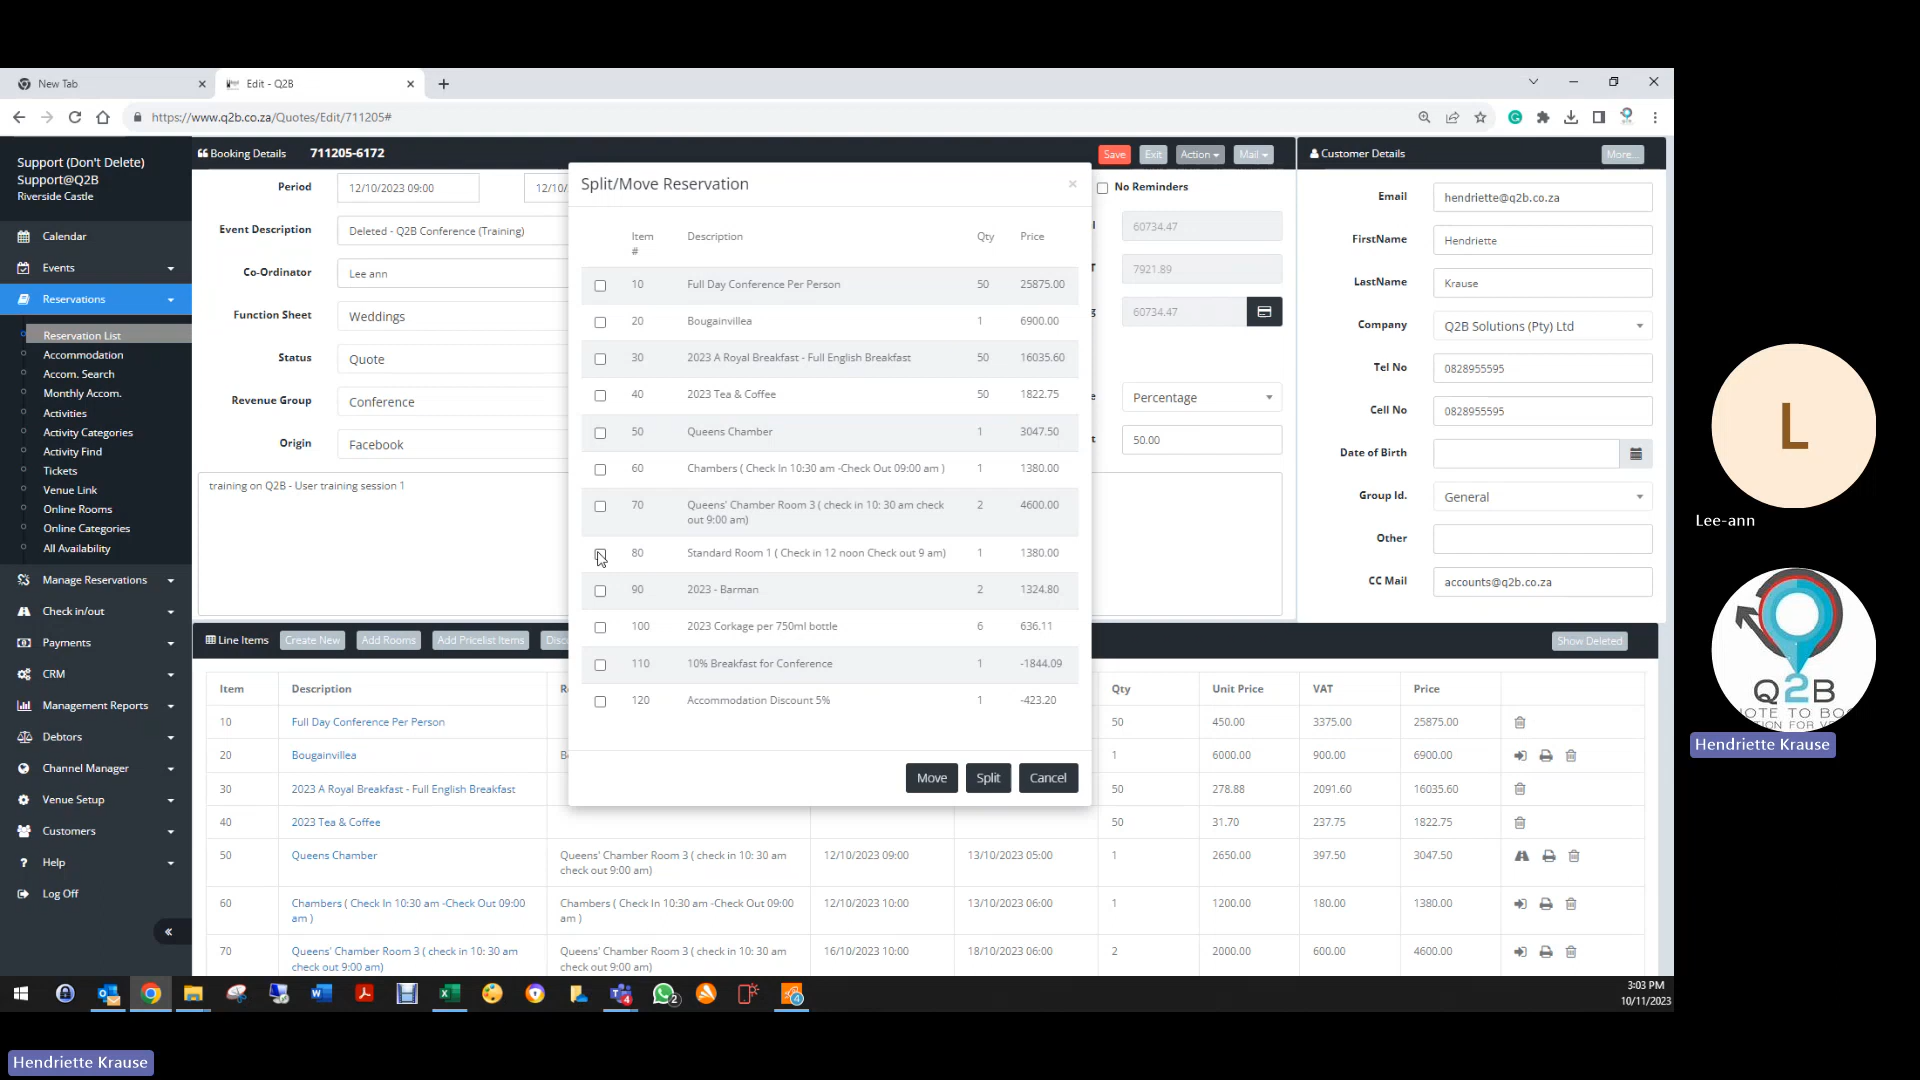 New Tab
Edit - Q2B
https://www.q2b.co.za/Quotes/Edit/711205#
Support (Don't Delete)
Support@Q2B
Riverside Castle
Calendar
Events
Reservations
Reservation List
Accommodation
Accom. Search
Monthly Accom.
Activities
Activity Categories
Activity Find
Tickets
Venue Link
Online Rooms
Online Categories
All Availability
Manage Reservations
Check in/out
Payments
CRM
Management Reports
Debtors
Channel Manager
Venue Setup
Customers
Help
Log Off
Booking Details 711205-6172
Save Exit Action Mail
Period 12/10/2023 09:00 12/10/
No Reminders
Event Description Deleted - Q2B Conference (Training)
60734.47
Co-Ordinator Lee ann
7921.89
Function Sheet Weddings
60734.47
Status Quote
Revenue Group Conference
Percentage
Origin Facebook
50.00
training on Q2B - User training session 1
Split/Move Reservation ×
Item # Description Qty Price
10 Full Day Conference Per Person 50 25875.00
20 Bougainvillea 1 6900.00
30 2023 A Royal Breakfast - Full English Breakfast 50 16035.60
40 2023 Tea & Coffee 50 1822.75
50 Queens Chamber 1 3047.50
60 Chambers ( Check In 10:30 am -Check Out 09:00 am ) 1 1380.00
70 Queens' Chamber Room 3 ( check in 10: 30 am check out 9:00 am) 2 4600.00
80 Standard Room 1 ( Check in 12 noon Check out 9 am) 1 1380.00
90 2023 - Barman 2 1324.80
100 2023 Corkage per 750ml bottle 6 636.11
110 10% Breakfast for Conference 1 -1844.09
120 Accommodation Discount 5% 1 -423.20
Move Split Cancel
Customer Details More...
Email hendriette@q2b.co.za
FirstName Hendriette
LastName Krause
Company Q2B Solutions (Pty) Ltd
Tel No 0828955595
Cell No 0828955595
Date of Birth
Group Id. General
Other
CC Mail accounts@q2b.co.za
Line Items Create New Add Rooms Add Pricelist Items Show Deleted
Item Description Qty Unit Price VAT Price
10 Full Day Conference Per Person 50 450.00 3375.00 25875.00
20 Bougainvillea 1 6000.00 900.00 6900.00
30 2023 A Royal Breakfast - Full English Breakfast 50 278.88 2091.60 16035.60
40 2023 Tea & Coffee 50 31.70 237.75 1822.75
50 Queens Chamber Queens' Chamber Room 3 ( check in 10: 30 am check out 9:00 am) 12/10/2023 09:00 13/10/2023 05:00 1 2650.00 397.50 3047.50
60 Chambers ( Check In 10:30 am -Check Out 09:00 am ) Chambers ( Check In 10:30 am -Check Out 09:00 am ) 12/10/2023 10:00 13/10/2023 06:00 1 1200.00 180.00 1380.00
70 Queens' Chamber Room 3 ( check in 10: 30 am check out 9:00 am) Queens' Chamber Room 3 ( check in 10: 30 am check out 9:00 am) 16/10/2023 10:00 18/10/2023 06:00 2 2000.00 600.00 4600.00
3:03 PM
10/11/2023
L
Lee-ann
Q2B
Hendriette Krause
Hendriette Krause